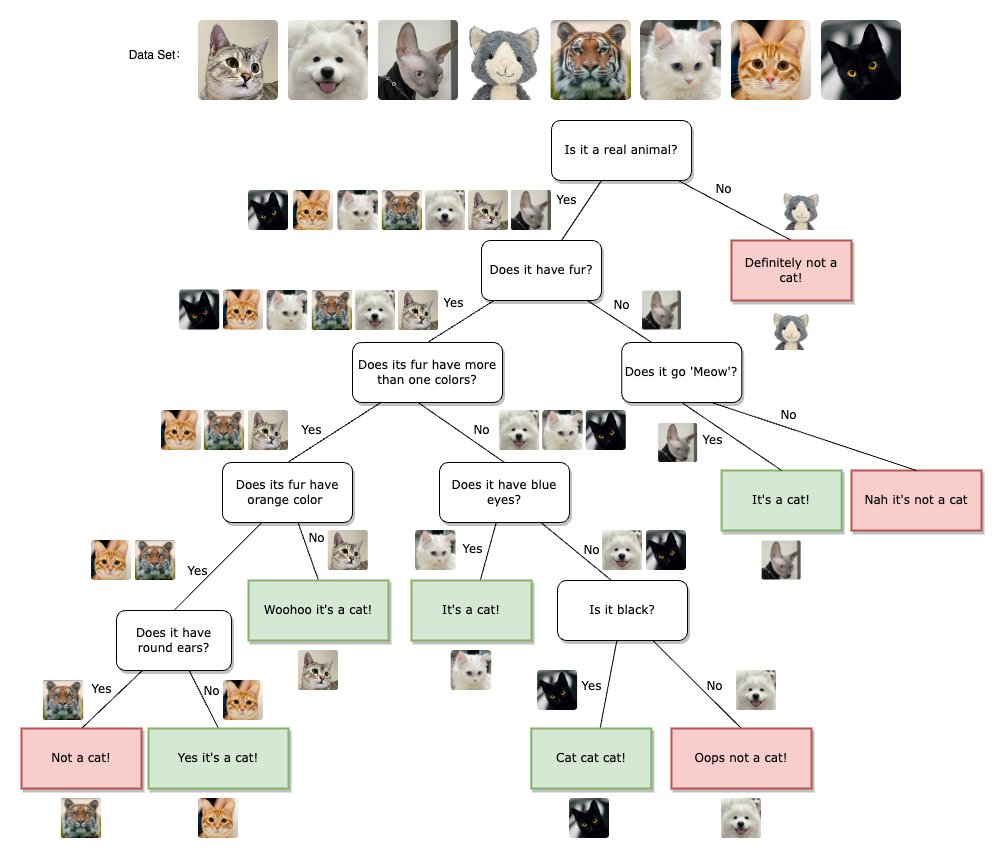 Data Set:
Is it a real animal?
Yes
No
Does it have fur?
Definitely not a
cat!
Yes
No
Does its fur have more
than one colors?
Does it go 'Meow'?
Yes
No
Yes
No
Does its fur have
orange color
Does it have blue
eyes?
It's a cat!
Nah it's not a cat
Yes
No
Yes
No
Woohoo it's a cat!
It's a cat!
Is it black?
Does it have
round ears?
Yes
No
Yes
No
Not a cat!
Yes it's a cat!
Cat cat cat!
Oops not a cat!